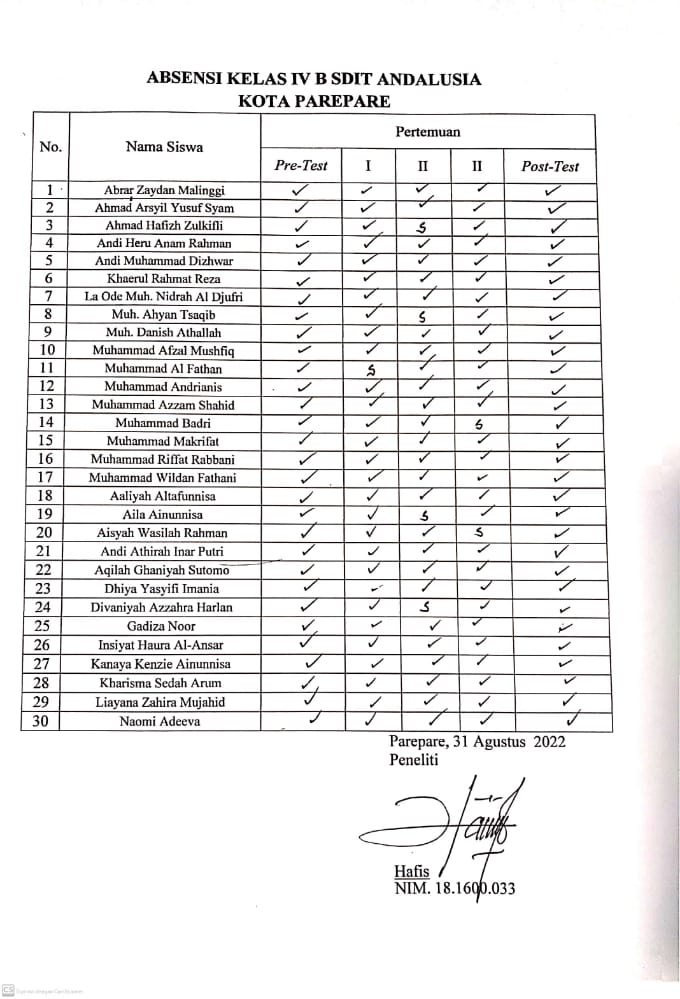 ABSENSI KELAS IV B SDIT ANDALUSIA
KOTA PAREPARE
No. Nama Siswa Pertemuan
Pre-Test I II II Post-Test
1 Abrar Zaydan Malinggi ✓ ✓ ✓ ✓ ✓
2 Ahmad Arsyil Yusuf Syam ✓ ✓ ✓ ✓ ✓
3 Ahmad Hafizh Zulkifli ✓ ✓ S ✓ ✓
4 Andi Heru Anam Rahman ✓ ✓ ✓ ✓ ✓
5 Andi Muhammad Dizhwar ✓ ✓ ✓ ✓ ✓
6 Khaerul Rahmat Reza ✓ ✓ ✓ ✓ ✓
7 La Ode Muh. Nidrah Al Djufri ✓ ✓ ✓ ✓ ✓
8 Muh. Ahyan Tsaqib ✓ ✓ S ✓ ✓
9 Muh. Danish Athallah ✓ ✓ ✓ ✓ ✓
10 Muhammad Afzal Mushfiq ✓ ✓ ✓ ✓ ✓
11 Muhammad Al Fathan ✓ S ✓ ✓ ✓
12 Muhammad Andrianis ✓ ✓ ✓ ✓ ✓
13 Muhammad Azzam Shahid ✓ ✓ ✓ ✓ ✓
14 Muhammad Badri ✓ ✓ ✓ S ✓
15 Muhammad Makrifat ✓ ✓ ✓ ✓ ✓
16 Muhammad Riffat Rabbani ✓ ✓ ✓ ✓ ✓
17 Muhammad Wildan Fathani ✓ ✓ ✓ ✓ ✓
18 Aaliyah Altafunnisa ✓ ✓ ✓ ✓ ✓
19 Aila Ainunnisa ✓ ✓ S ✓ ✓
20 Aisyah Wasilah Rahman ✓ ✓ ✓ S ✓
21 Andi Athirah Inar Putri ✓ ✓ ✓ ✓ ✓
22 Aqilah Ghaniyah Sutomo ✓ ✓ ✓ ✓ ✓
23 Dhiya Yasyifi Imania ✓ ✓ ✓ ✓ ✓
24 Divaniyah Azzahra Harlan ✓ ✓ S ✓ ✓
25 Gadiza Noor ✓ ✓ ✓ ✓ ✓
26 Insiyat Haura Al-Ansar ✓ ✓ ✓ ✓ ✓
27 Kanaya Kenzie Ainunnisa ✓ ✓ ✓ ✓ ✓
28 Kharisma Sedah Arum ✓ ✓ ✓ ✓ ✓
29 Liayana Zahira Mujahid ✓ ✓ ✓ ✓ ✓
30 Naomi Adeeva ✓ ✓ ✓ ✓ ✓
Parepare, 31 Agustus 2022
Peneliti
Hafis
NIM. 18.1600.033
CS